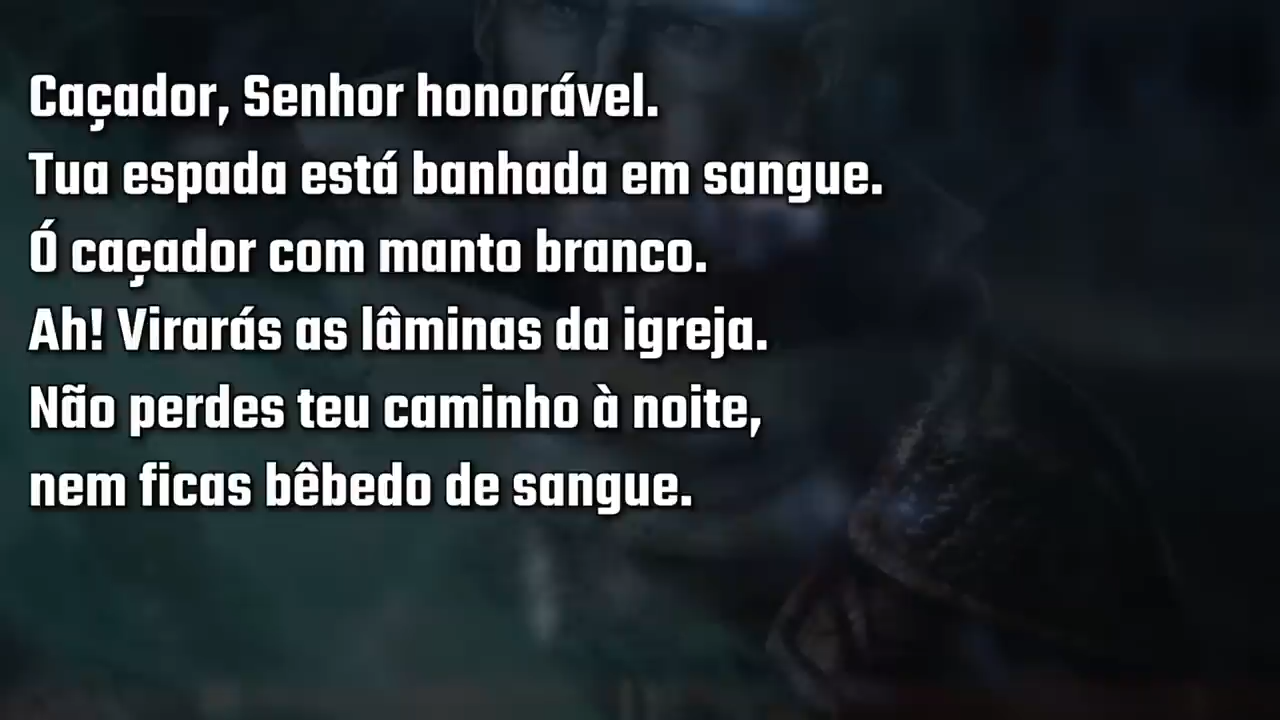 Caçador, Senhor honorável.
Tua espada está banhada em sangue.
Ó caçador com manto branco.
Ah! Virarás as lâminas da igreja.
Não perdes teu caminho à noite,
nem ficas bêbedo de sangue.